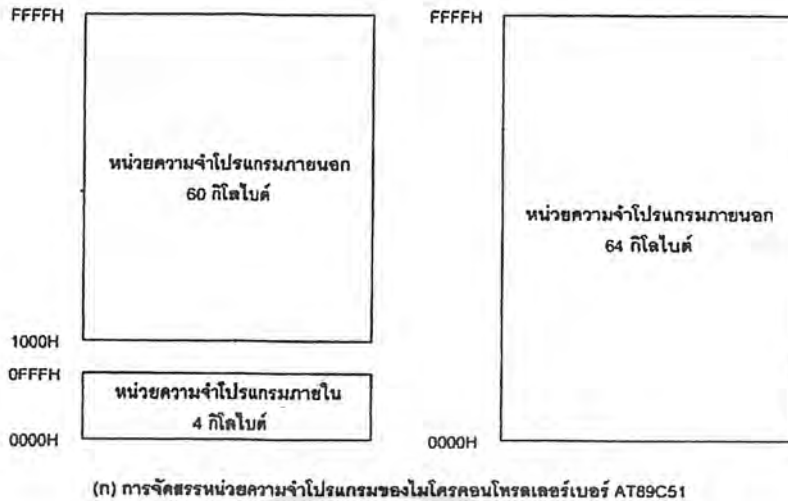 FFFFH
หน่วยความจำโปรแกรมภายนอก
60 กิโลไบต์
1000H
0FFFH
หน่วยความจำโปรแกรมภายใน
4 กิโลไบต์
0000H
FFFFH
หน่วยความจำโปรแกรมภายนอก
64 กิโลไบต์
0000H
(ก) การจัดสรรหน่วยความจำโปรแกรมของไมโครคอนโทรลเลอร์เบอร์ AT89C51